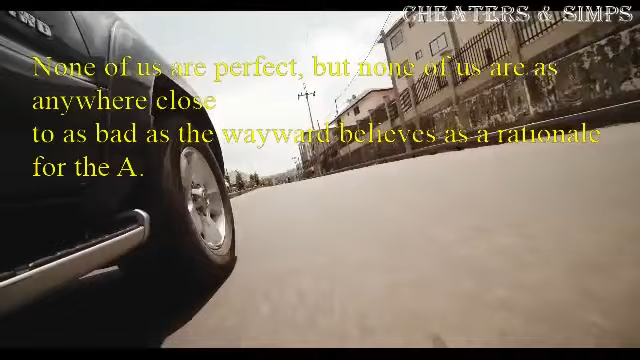 CHEATERS & SIMPS
None of us are perfect, but none of us are as
anywhere close
to as bad as the wayward believes as a rationale
for the A.